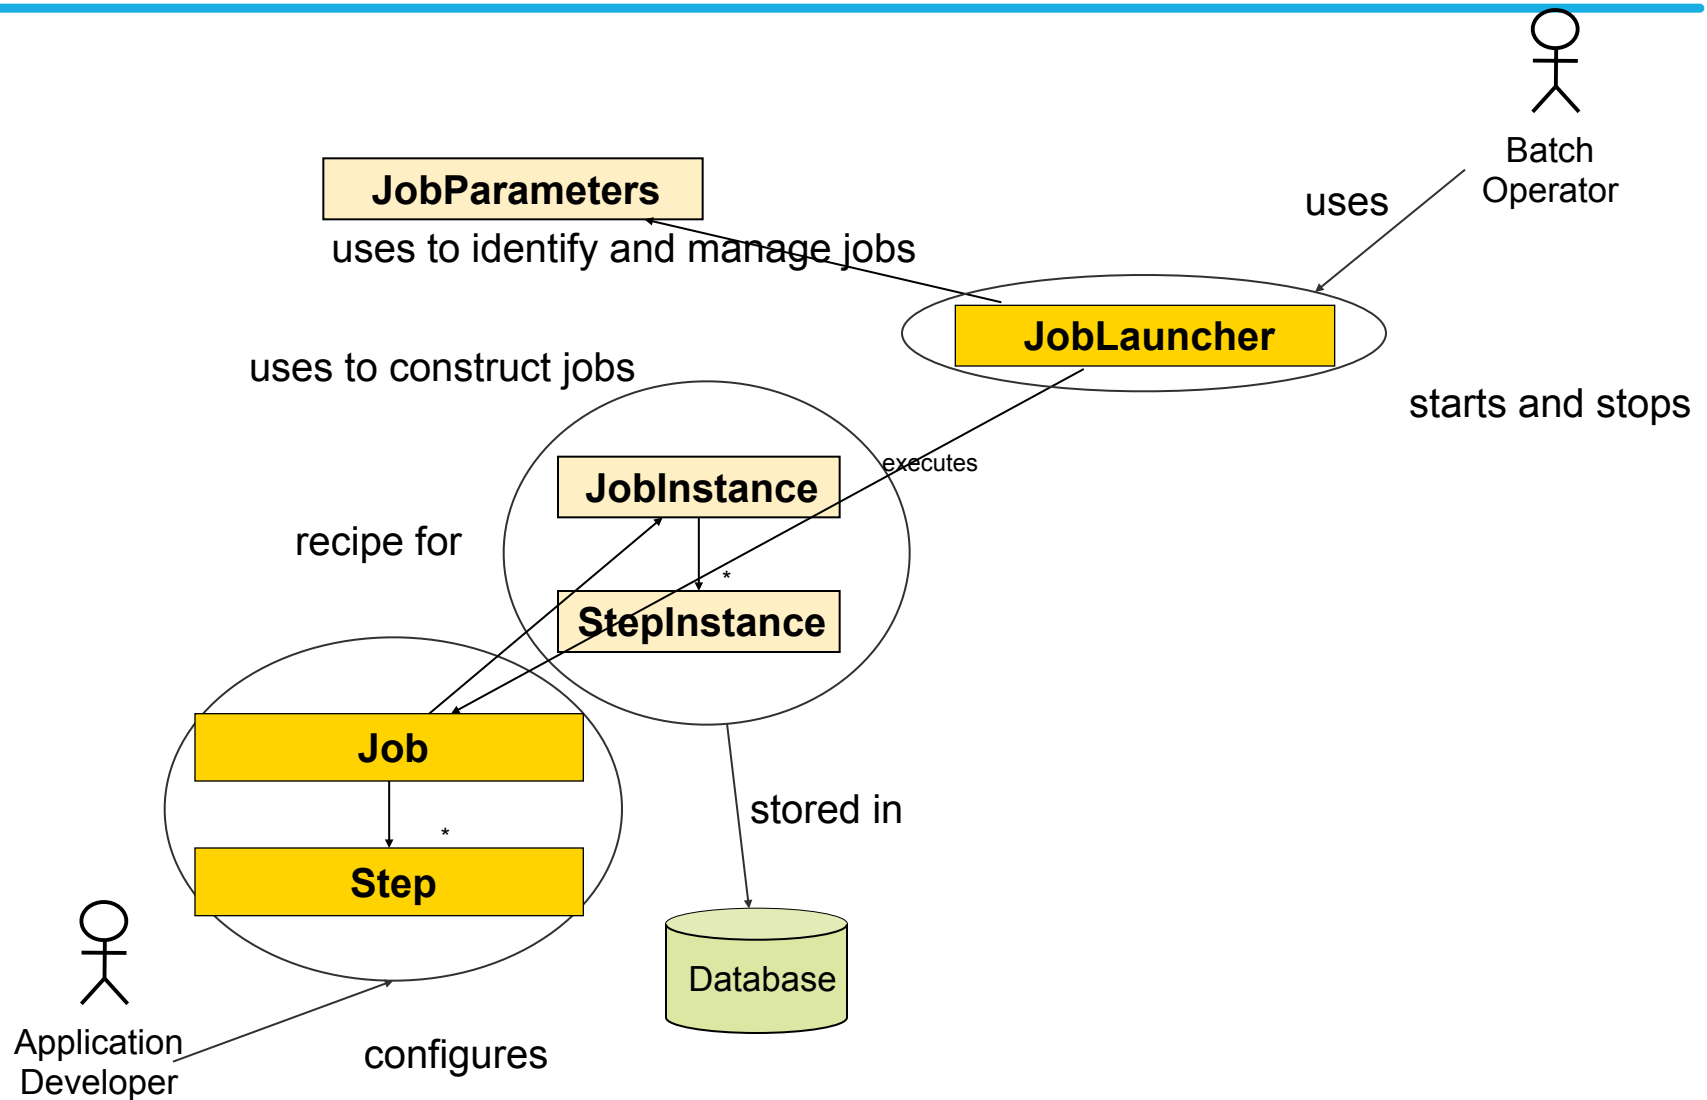 Batch
Operator
JobParameters
uses
uses to identify and manage jobs
JobLauncher
uses to construct jobs
starts and stops
executes
JobInstance
recipe for
*
StepInstance
Job
stored in
*
Step
Database
Application
Developer
configures